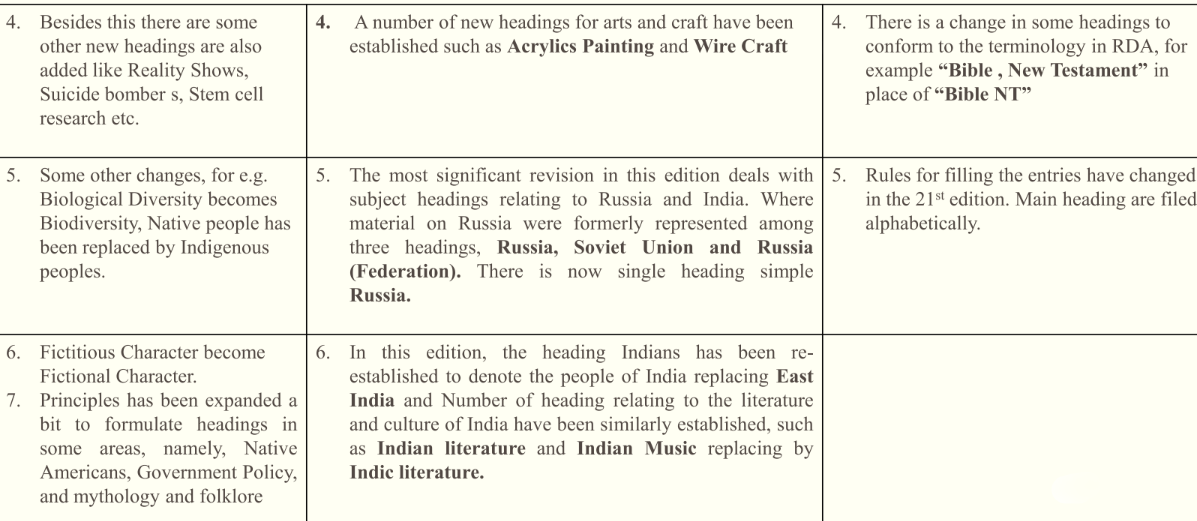 4. Besides this there are some
other new headings are also
added like Reality Shows,
Suicide bomber s, Stem cell
research etc.
4. A number of new headings for arts and craft have been
established such as Acrylics Painting and Wire Craft
4. There is a change in some headings to
conform to the terminology in RDA, for
example “Bible , New Testament” in
place of “Bible NT”
5. Some other changes, for e.g.
Biological Diversity becomes
Biodiversity, Native people has
been replaced by Indigenous
peoples.
5. The most significant revision in this edition deals with
subject headings relating to Russia and India. Where
material on Russia were formerly represented among
three headings, Russia, Soviet Union and Russia
(Federation). There is now single heading simple
Russia.
5. Rules for filling the entries have changed
in the 21st edition. Main heading are filed
alphabetically.
6. Fictitious Character become
Fictional Character.
7. Principles has been expanded a
bit to formulate headings in
some areas, namely, Native
Americans, Government Policy,
and mythology and folklore
6. In this edition, the heading Indians has been re-
established to denote the people of India replacing East
India and Number of heading relating to the literature
and culture of India have been similarly established, such
as Indian literature and Indian Music replacing by
Indic literature.